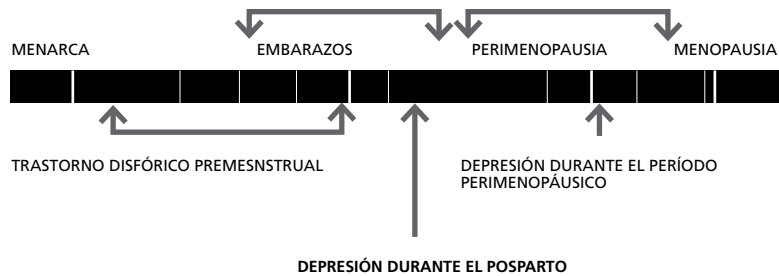 MENARCA EMBARAZOS PERIMENOPAUSIA MENOPAUSIA
TRASTORNO DISFÓRICO PREMESNSTRUAL
DEPRESIÓN DURANTE EL PERÍODO
PERIMENOPÁUSICO
DEPRESIÓN DURANTE EL POSPARTO